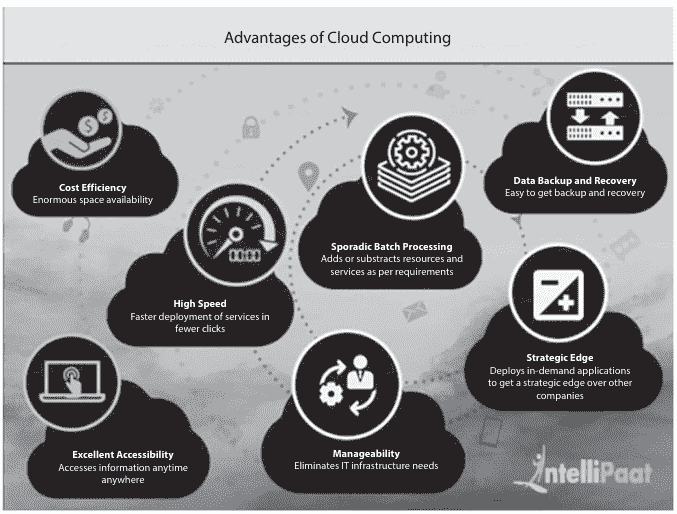 Advantages of Cloud Computing
Cost Efficiency
Enormous space availability
High Speed
Faster deployment of services in
fewer clicks
Sporadic Batch Processing
Adds or substracts resources and
services as per requirements
Data Backup and Recovery
Easy to get backup and recovery
Strategic Edge
Deploys in-demand applications
to get a strategic edge over other
companies
Excellent Accessibility
Accesses information anytime
anywhere
Manageability
Eliminates IT infrastructure needs
IntelliPaat